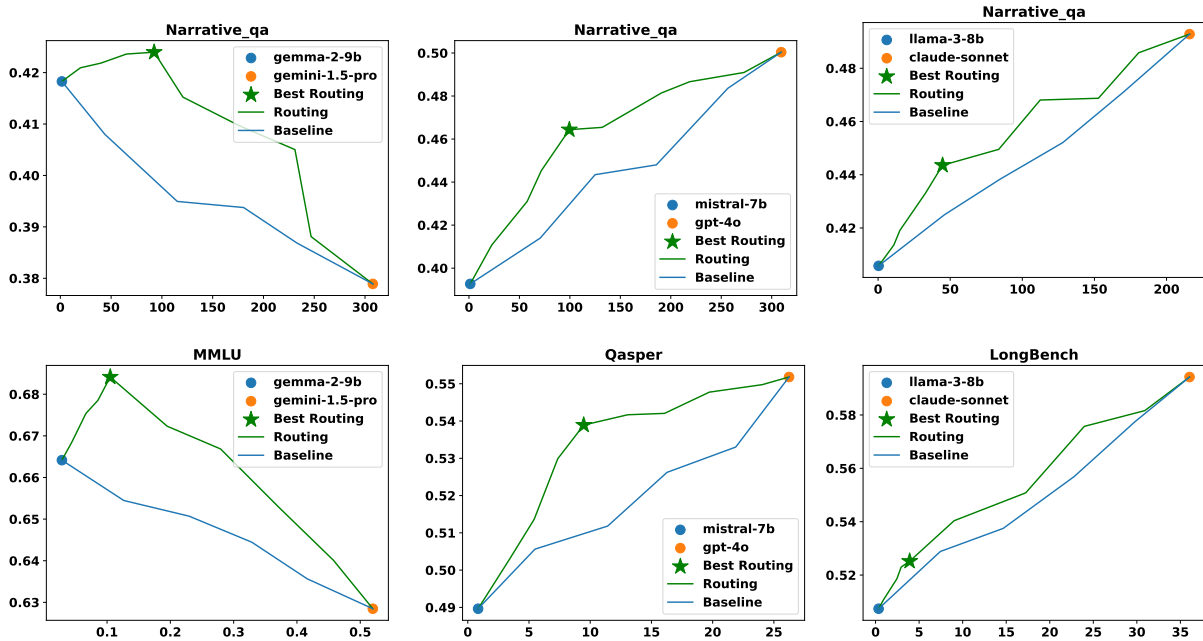 Narrative_qa
0.42
0.41
0.40
0.39
0.38
0
50
100
150
200
250
300
gemma-2-9b
gemini-1.5-pro
Best Routing
Routing
Baseline
Narrative_qa
0.50
0.48
0.46
0.44
0.42
0.40
0
50
100
150
200
250
300
mistral-7b
gpt-4o
Best Routing
Routing
Baseline
Narrative_qa
0.48
0.46
0.44
0.42
0
50
100
150
200
llama-3-8b
claude-sonnet
Best Routing
Routing
Baseline
MMLU
0.68
0.67
0.66
0.65
0.64
0.63
0.1
0.2
0.3
0.4
0.5
gemma-2-9b
gemini-1.5-pro
Best Routing
Routing
Baseline
Qasper
0.55
0.54
0.53
0.52
0.51
0.50
0.49
0
5
10
15
20
25
mistral-7b
gpt-4o
Best Routing
Routing
Baseline
LongBench
0.58
0.56
0.54
0.52
0
5
10
15
20
25
30
35
llama-3-8b
claude-sonnet
Best Routing
Routing
Baseline